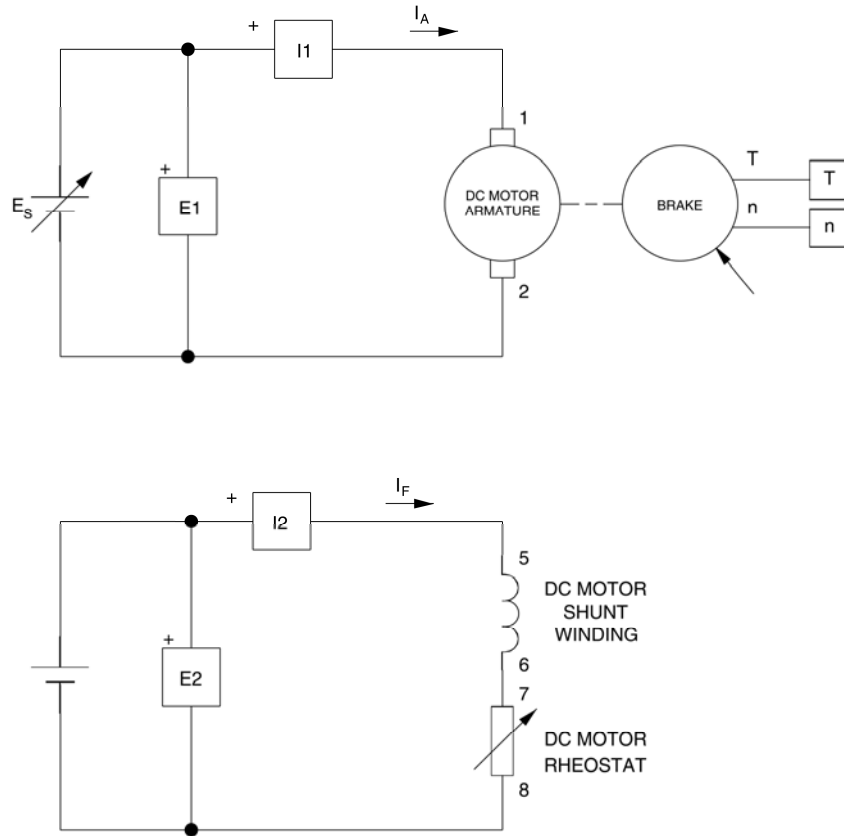 I_A
+ I1
1
+
E_S
E1
DC MOTOR
ARMATURE
BRAKE
T
T
n
n
2
I_F
+ I2
5
DC MOTOR
SHUNT
WINDING
+
E2
6
7
DC MOTOR
RHEOSTAT
8